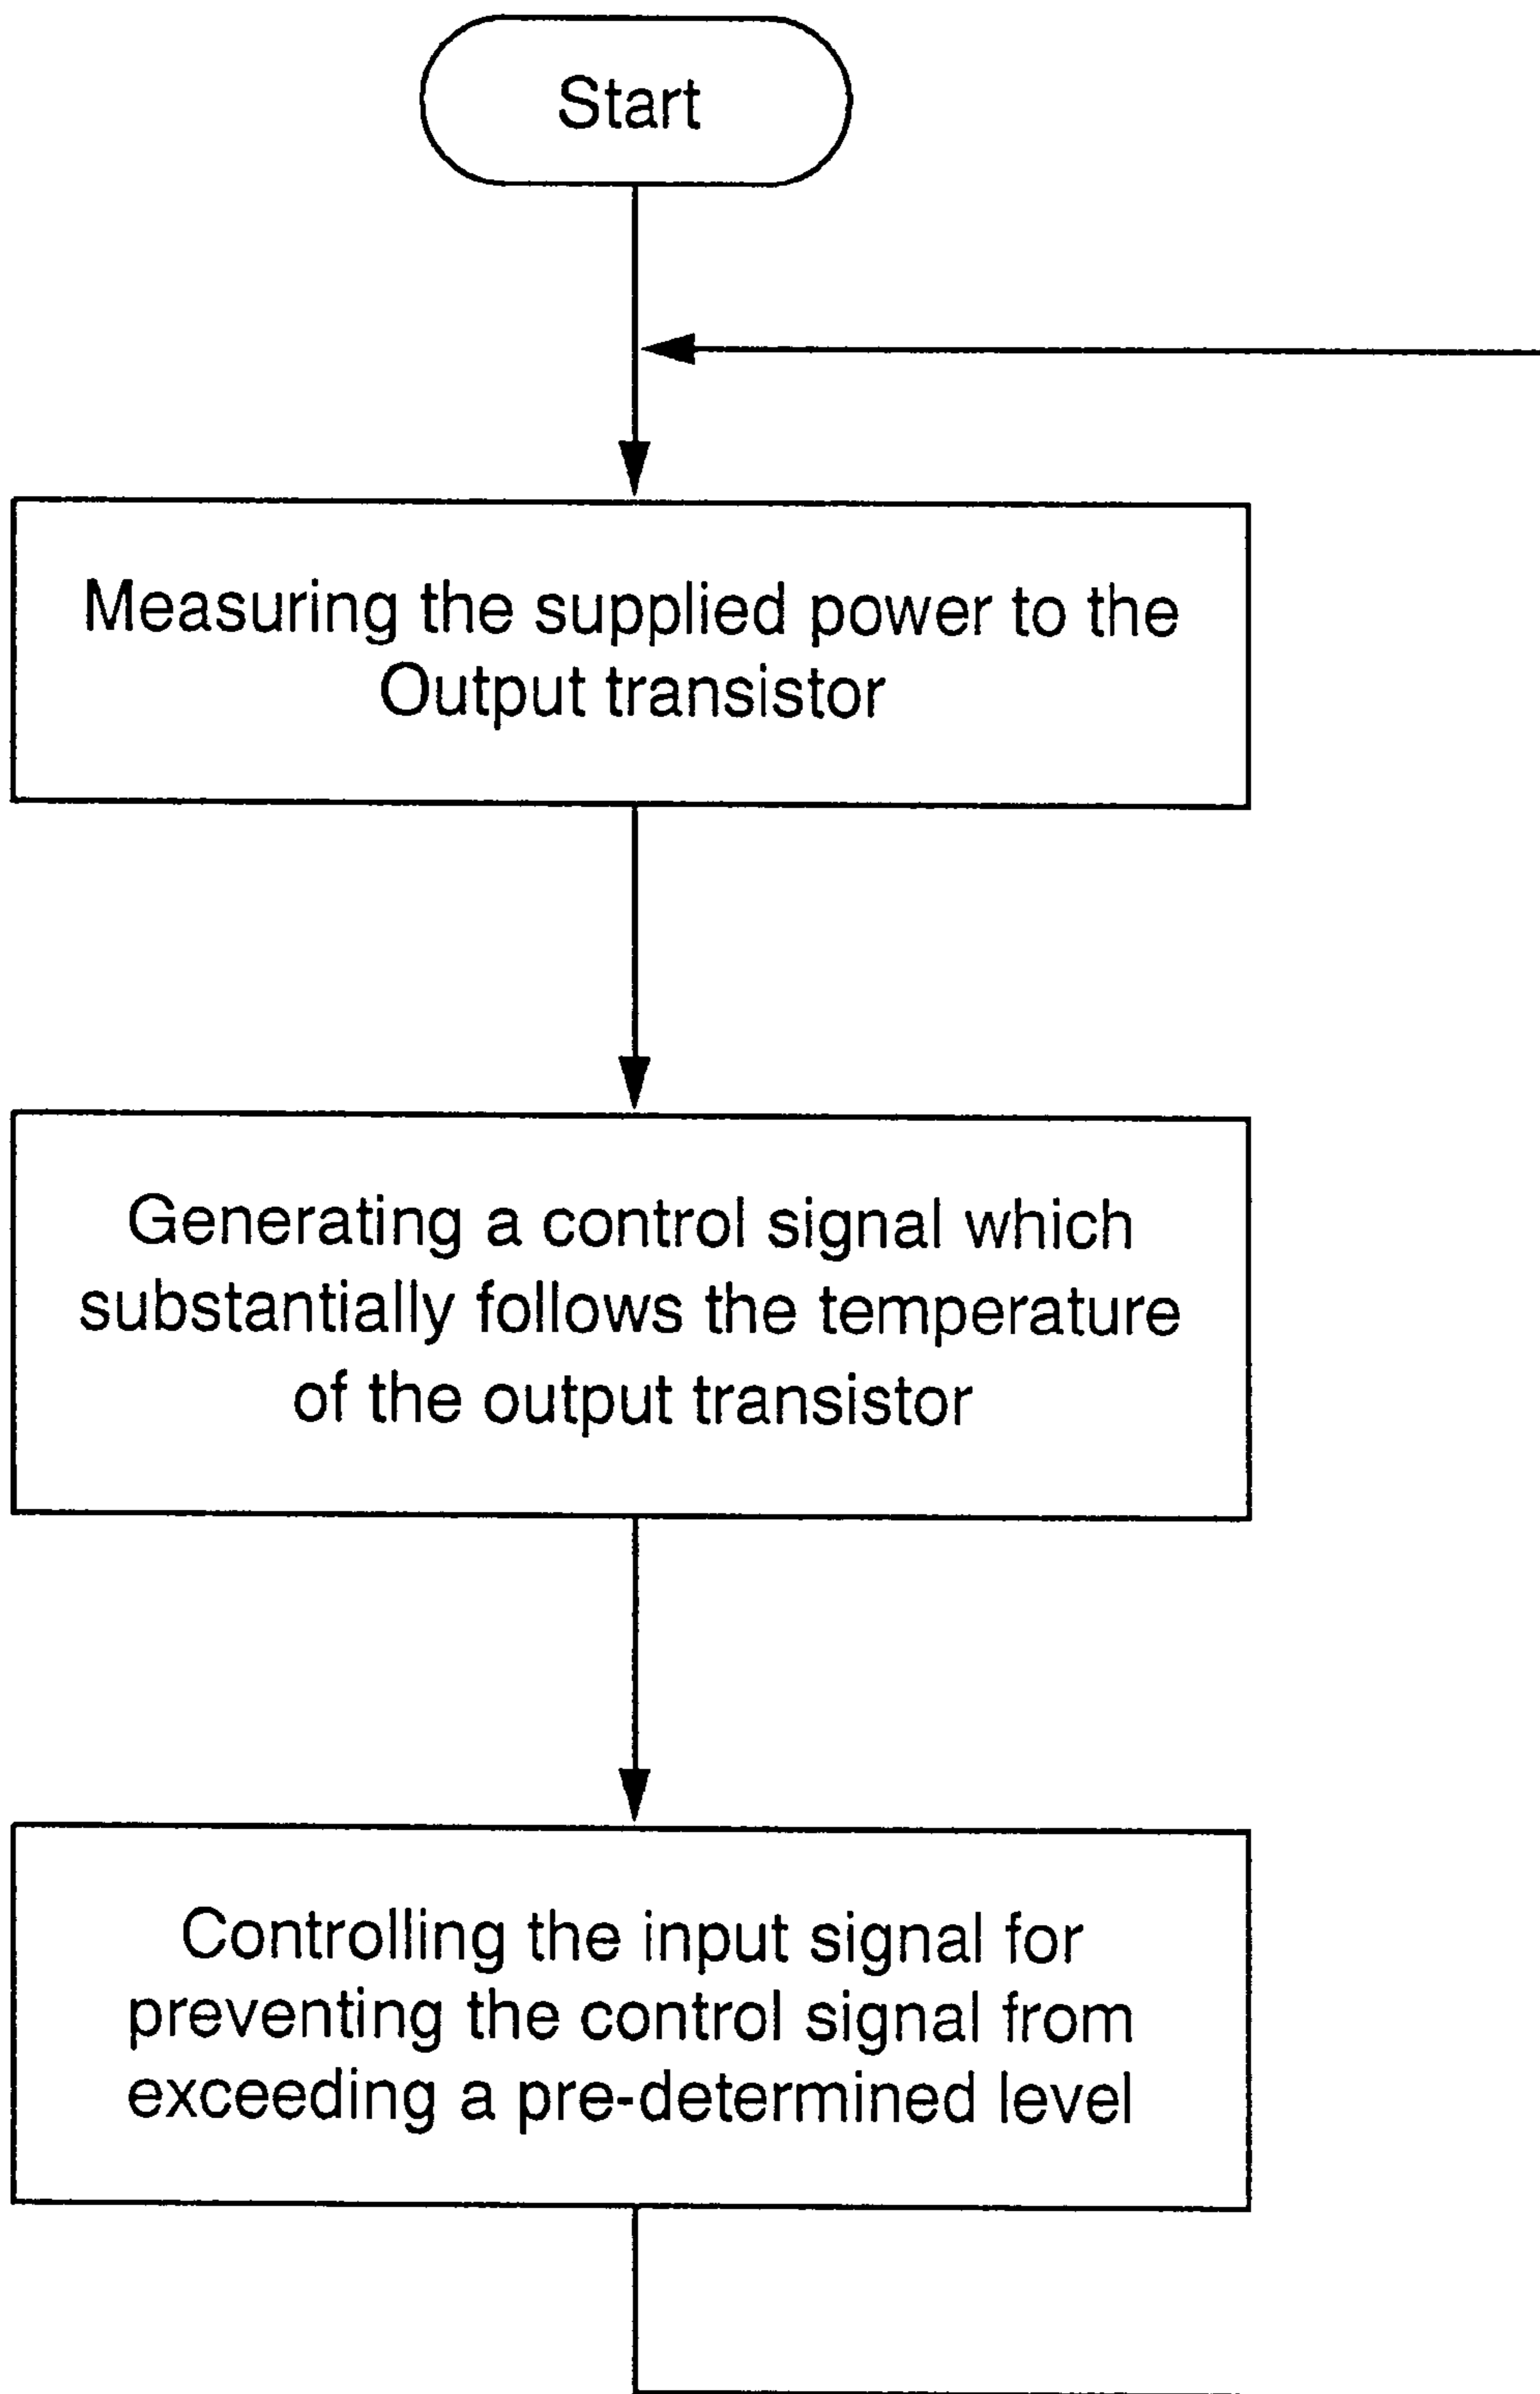 Start
Measuring the supplied power to the
Output transistor
Generating a control signal which
substantially follows the temperature
of the output transistor
Controlling the input signal for
preventing the control signal from
exceeding a pre-determined level